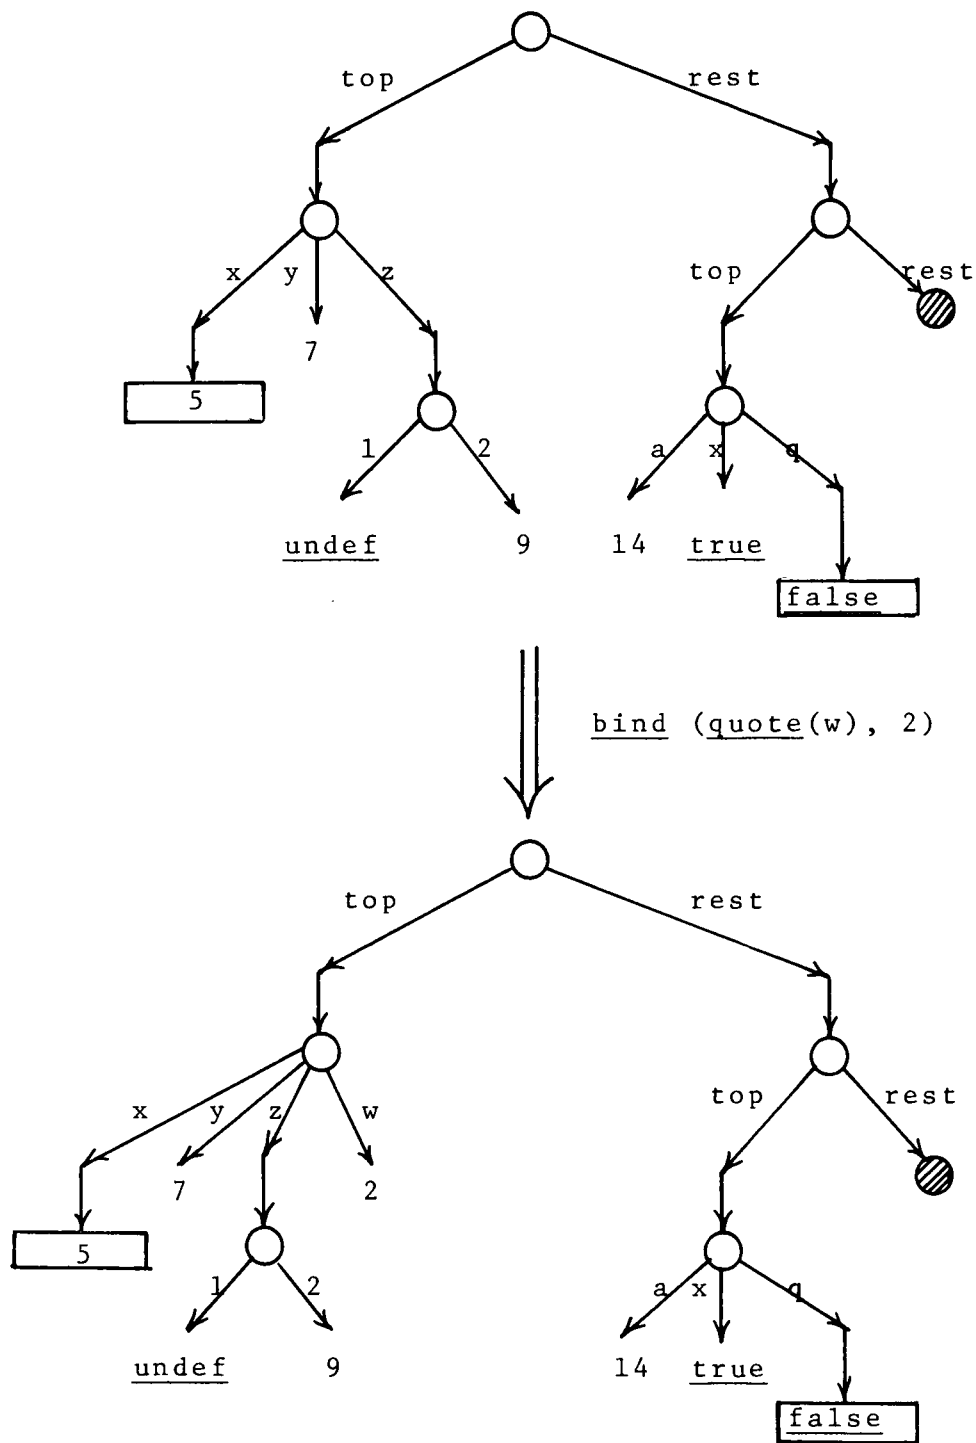 top rest
x y z top rest
7
5
1 2 a x q
undef 9 14 true
false
bind (quote(w), 2)
top rest
x y z w top rest
7 2
5
1 2 a x q
undef 9 14 true
false